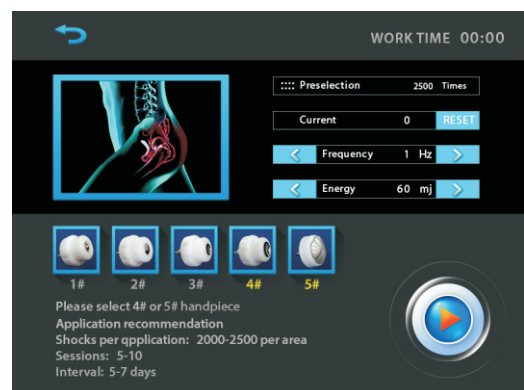 WORK TIME 00:00
:::: Preselection 2500 Times
Current 0 RESET
Frequency 1 Hz
Energy 60 mj
1# 2# 3# 4# 5#
Please select 4# or 5# handpiece
Application recommendation
Shocks per qpplication: 2000-2500 per area
Sessions: 5-10
Interval: 5-7 days